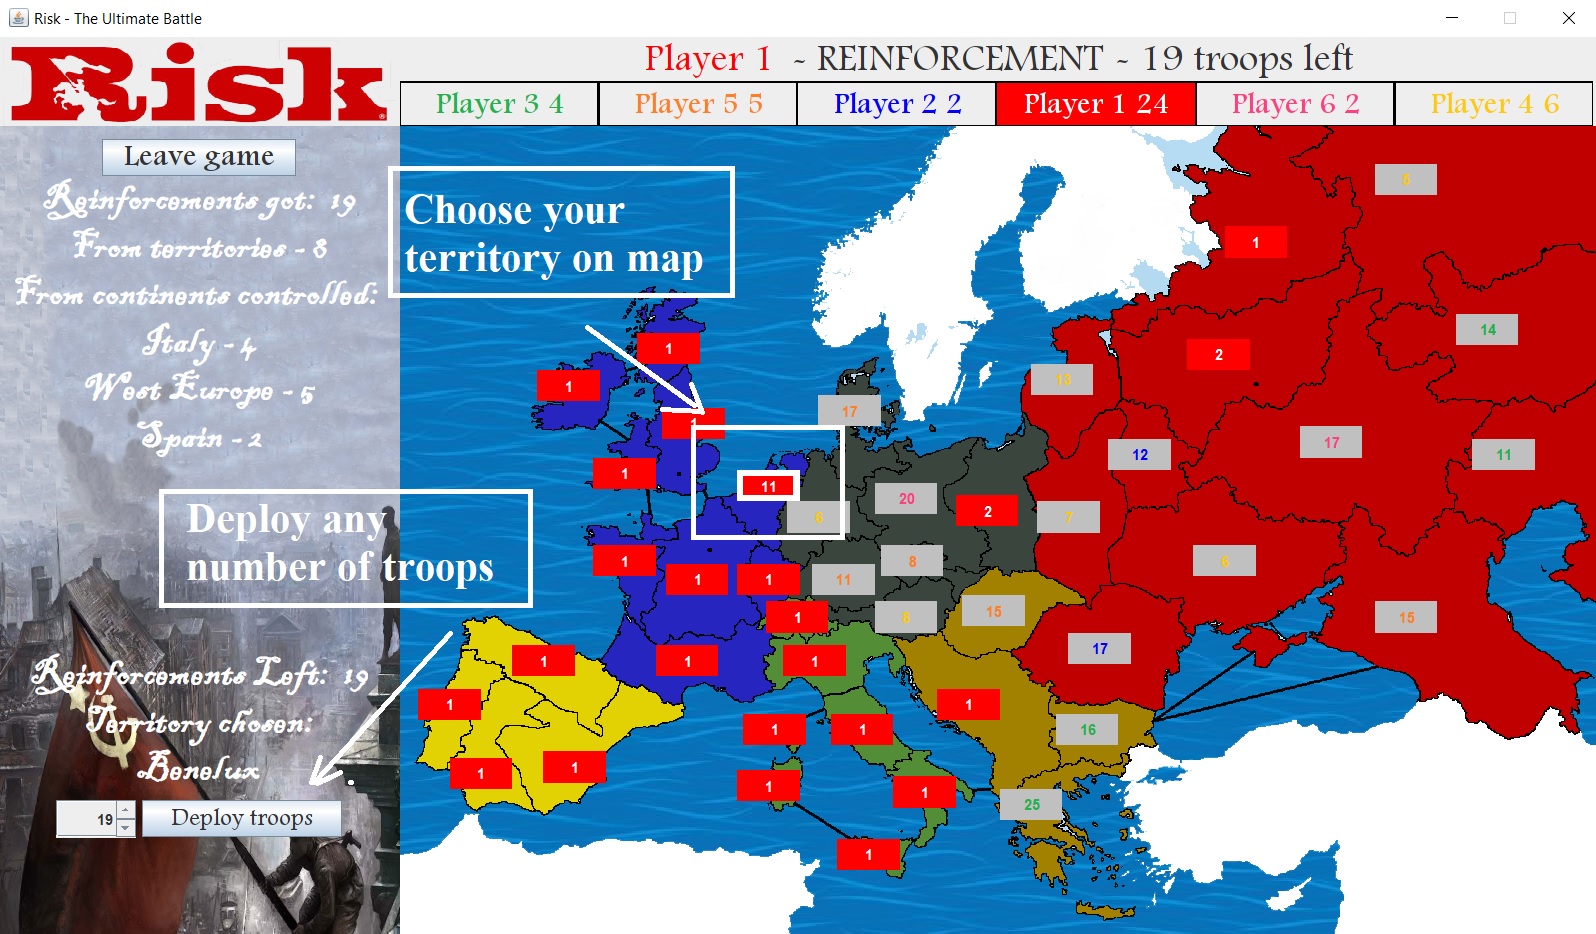 Risk - The Ultimate Battle
Risk
Player 1 - REINFORCEMENT - 19 troops left
Player 3 4
Player 5 5
Player 2 2
Player 1 24
Player 6 2
Player 4 6
Leave game
Reinforcements got: 19
From territories - 8
From continents controlled:
Italy - 4
West Europe - 5
Spain - 2
Choose your
territory on map
Deploy any
number of troops
Reinforcements Left: 19
Territory chosen:
Benelux
19
Deploy troops
1
14
1
2
1
13
17
1
17
1
12
11
11
20
2
6
7
1
8
6
1
1
11
1
8
15
15
1
17
1
1
1
1
1
1
1
16
1
1
1
1
25
1